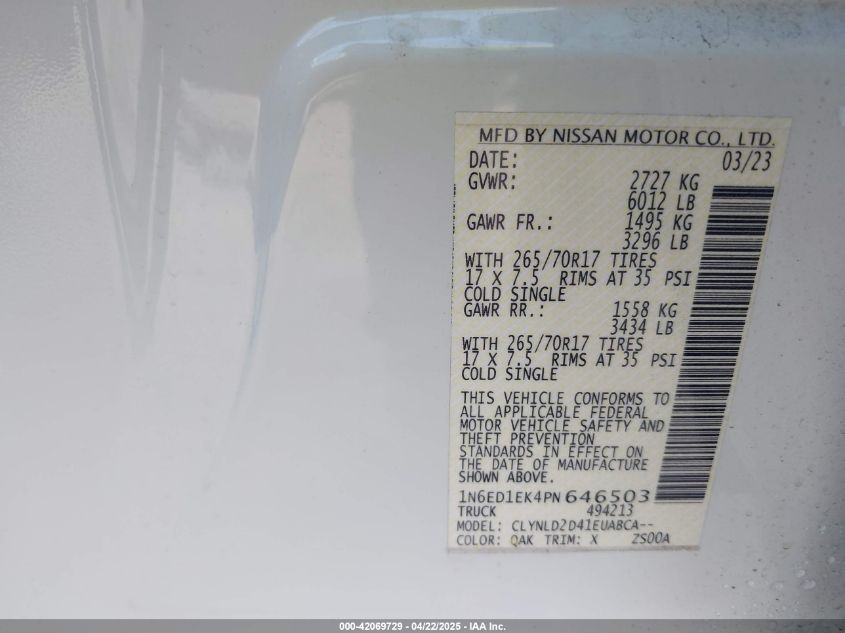 MFD BY NISSAN MOTOR CO., LTD.
DATE: 03/23
GVWR: 2727 KG
6012 LB
GAWR FR.: 1495 KG
3296 LB
WITH 265/70R17 TIRES
17 X 7.5 RIMS AT 35 PSI
COLD SINGLE
GAWR RR.: 1558 KG
3434 LB
WITH 265/70R17 TIRES
17 X 7.5 RIMS AT 35 PSI
COLD SINGLE
THIS VEHICLE CONFORMS TO
ALL APPLICABLE FEDERAL
MOTOR VEHICLE SAFETY AND
THEFT PREVENTION
STANDARDS IN EFFECT ON
THE DATE OF MANUFACTURE
SHOWN ABOVE.
1N6ED1EK4PN646503
TRUCK 494213
MODEL: CLYNLD2D41EUABCA--
COLOR: QAK TRIM: X ZS00A
000-42069729 - 04/22/2025 - IAA Inc.